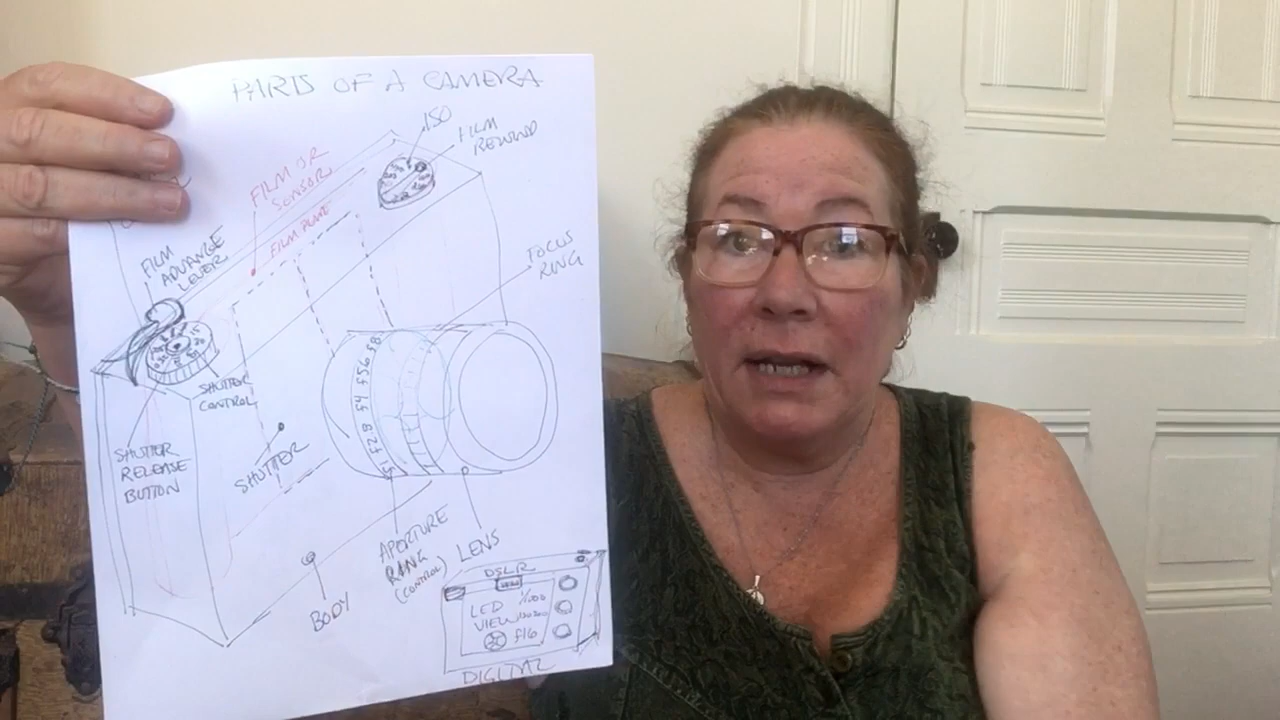 PARTS OF A CAMERA
ISO
FILM
REWIND
FILM OR
SENSOR
FILM PLANE
FILM
ADVANCE
LEVER
FOCUS
RING
SHUTTER
CONTROL
SHUTTER
RELEASE
BUTTON
SHUTTER
f2 f2.8 f4 f5.6 f8
APERTURE
RING
(CONTROL)
LENS
BODY
DSLR
LED
VIEW
f16
DIGITAL